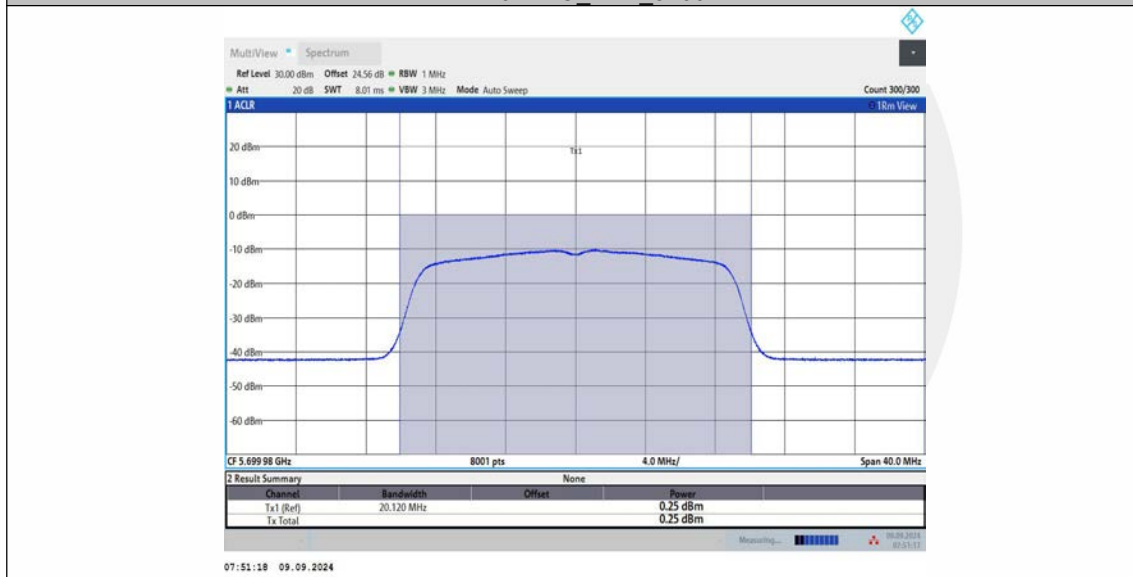 MultiView Spectrum
Ref Level 30.00 dBm Offset 24.56 dB RBW 1 MHz
Att 20 dB SWT 8.01 ms VBW 3 MHz Mode Auto Sweep Count 300/300
1 ACLR 1Rm View
20 dBm
Tx1
10 dBm
0 dBm
-10 dBm
-20 dBm
-30 dBm
-40 dBm
-50 dBm
-60 dBm
CF 5.699 98 GHz 8001 pts 4.0 MHz/ Span 40.0 MHz
2 Result Summary None
Channel Bandwidth Offset Power
Tx1 (Ref) 20.120 MHz 0.25 dBm
Tx Total 0.25 dBm
Measuring... 09.09.2024
07:51:18 09.09.2024